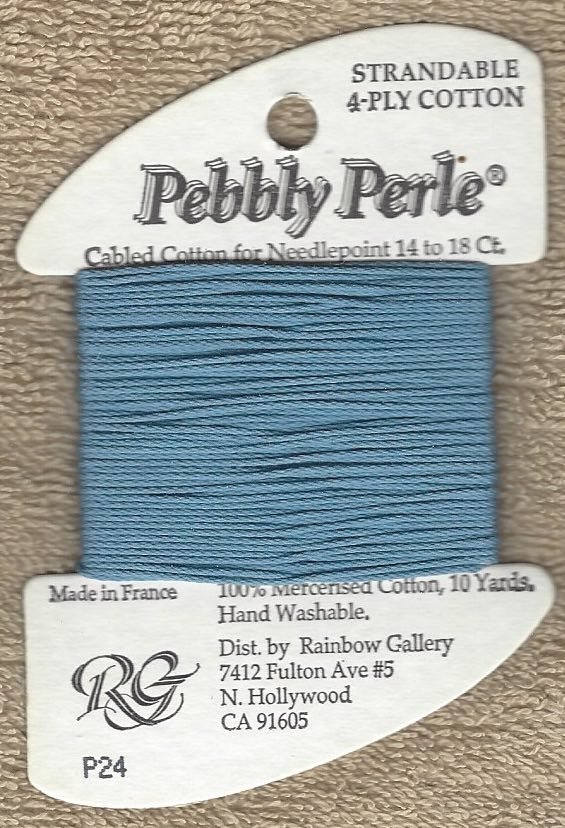 STRANDABLE
4-PLY COTTON
Pebbly Perle®
Cabled Cotton for Needlepoint 14 to 18 Ct.
Made in France
100% Mercerised Cotton, 10 Yards.
Hand Washable.
Dist. by Rainbow Gallery
7412 Fulton Ave #5
N. Hollywood
CA 91605
RG
P24